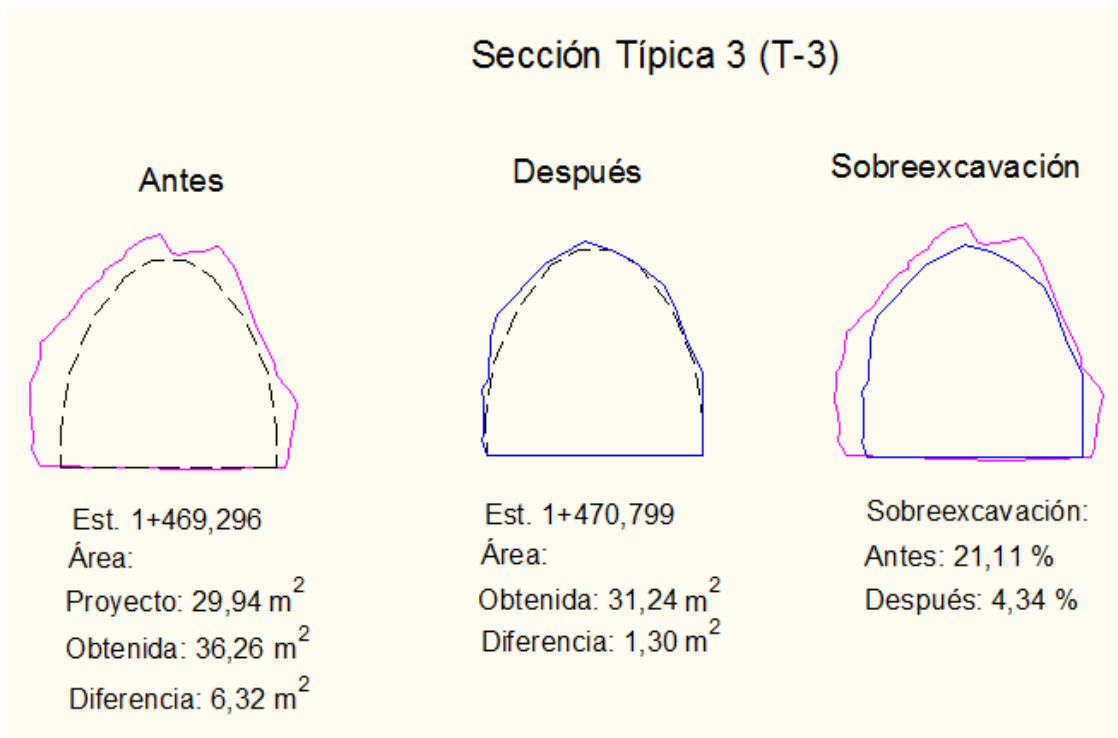 Sección Típica 3 (T-3)
Antes
Después
Sobreexcavación
Est. 1+469,296
Área:
Proyecto: 29,94 m²
Obtenida: 36,26 m²
Diferencia: 6,32 m²
Est. 1+470,799
Área:
Obtenida: 31,24 m²
Diferencia: 1,30 m²
Sobreexcavación:
Antes: 21,11 %
Después: 4,34 %